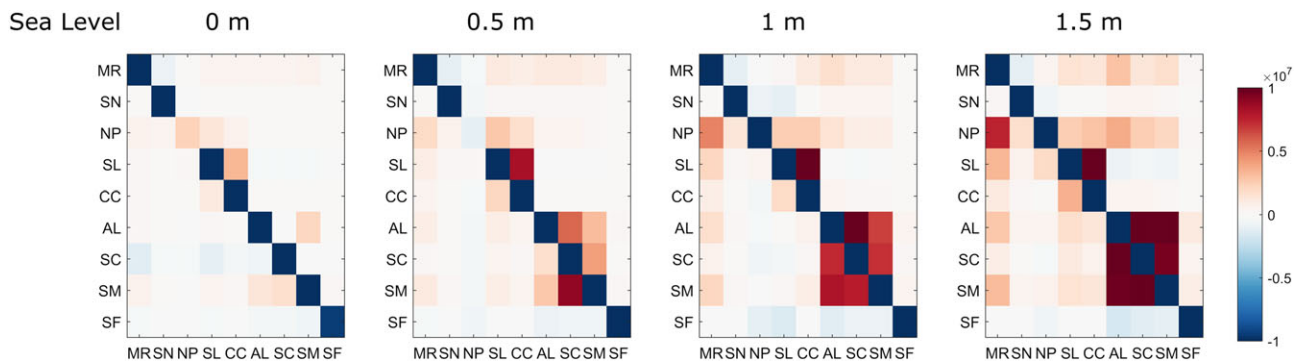 Sea Level 0 m 0.5 m 1 m 1.5 m
MR
SN
NP
SL
CC
AL
SC
SM
SF
MR SN NP SL CC AL SC SM SF
MR
SN
NP
SL
CC
AL
SC
SM
SF
MR SN NP SL CC AL SC SM SF
MR
SN
NP
SL
CC
AL
SC
SM
SF
MR SN NP SL CC AL SC SM SF
MR
SN
NP
SL
CC
AL
SC
SM
SF
MR SN NP SL CC AL SC SM SF
×10⁷
1
0.5
0
-0.5
-1